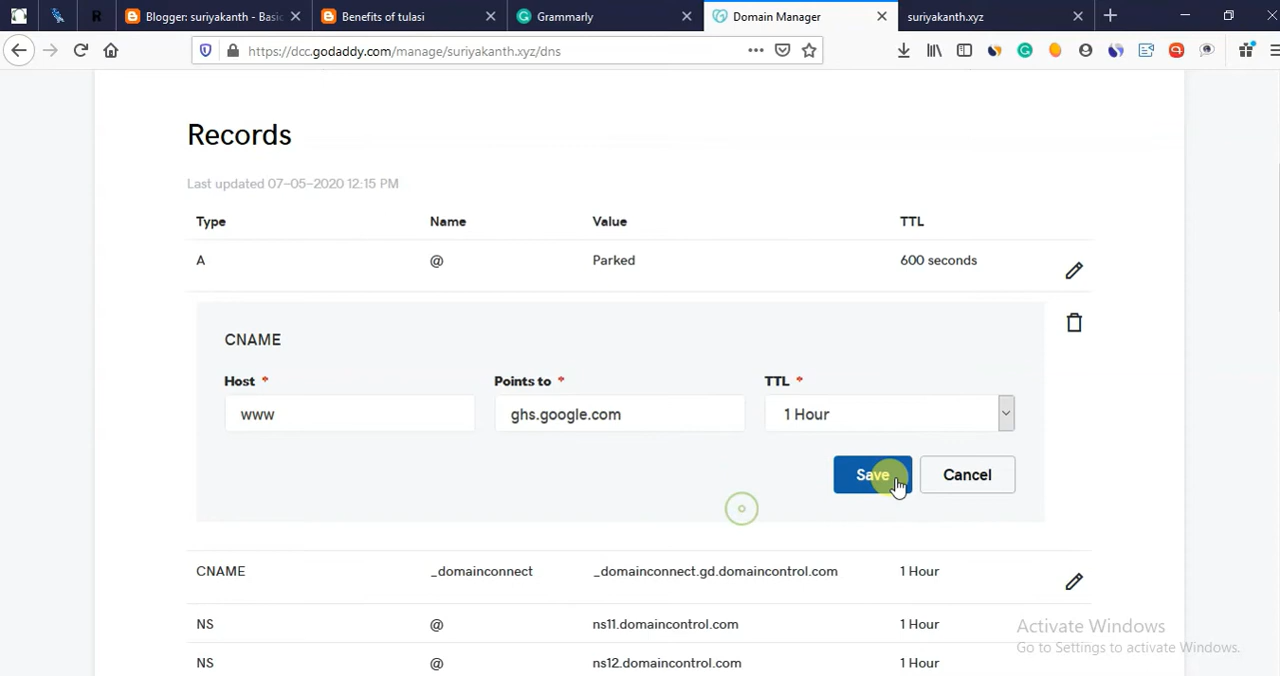 Blogger: suriyakanth - Basic
Benefits of tulasi
Grammarly
Domain Manager
suriyakanth.xyz
https://dcc.godaddy.com/manage/suriyakanth.xyz/dns
Records
Last updated 07-05-2020 12:15 PM
Type Name Value TTL
A @ Parked 600 seconds
CNAME
Host * Points to * TTL *
www ghs.google.com 1 Hour
Save Cancel
CNAME _domainconnect _domainconnect.gd.domaincontrol.com 1 Hour
NS @ ns11.domaincontrol.com 1 Hour
Activate Windows
Go to Settings to activate Windows.
NS @ ns12.domaincontrol.com 1 Hour